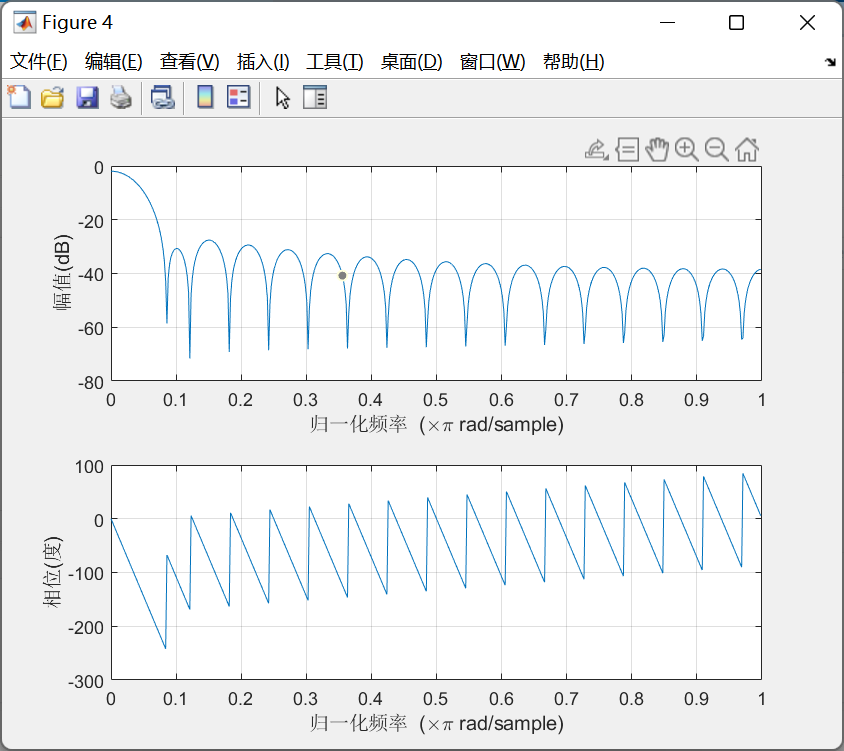 Figure 4
文件(F) 编辑(E) 查看(V) 插入(I) 工具(T) 桌面(D) 窗口(W) 帮助(H)
0
-20
-40
-60
-80
幅值(dB)
0 0.1 0.2 0.3 0.4 0.5 0.6 0.7 0.8 0.9 1
归一化频率 (×π rad/sample)
100
0
-100
-200
-300
相位(度)
0 0.1 0.2 0.3 0.4 0.5 0.6 0.7 0.8 0.9 1
归一化频率 (×π rad/sample)